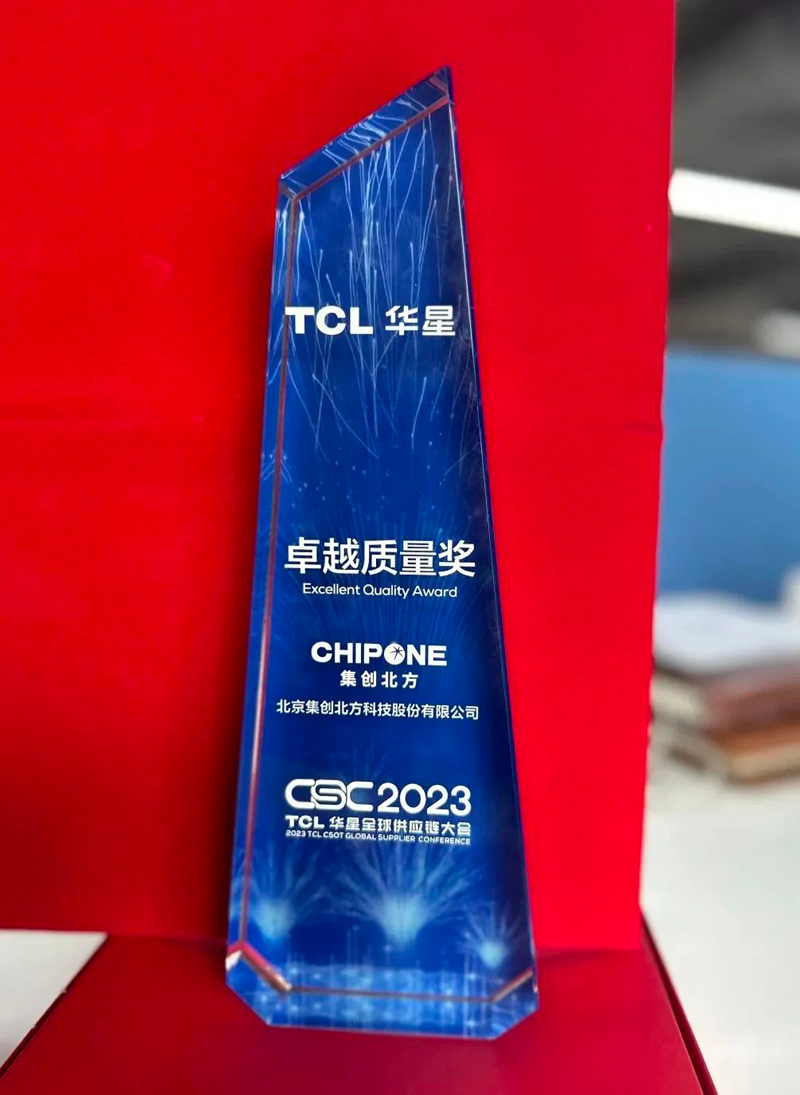 TCL 华星
卓越质量奖
Excellent Quality Award
CHIPONE
集创北方
北京集创北方科技股份有限公司
CSC 2023
TCL 华星全球供应链大会
2023 TCL CSOT GLOBAL SUPPLIER CONFERENCE